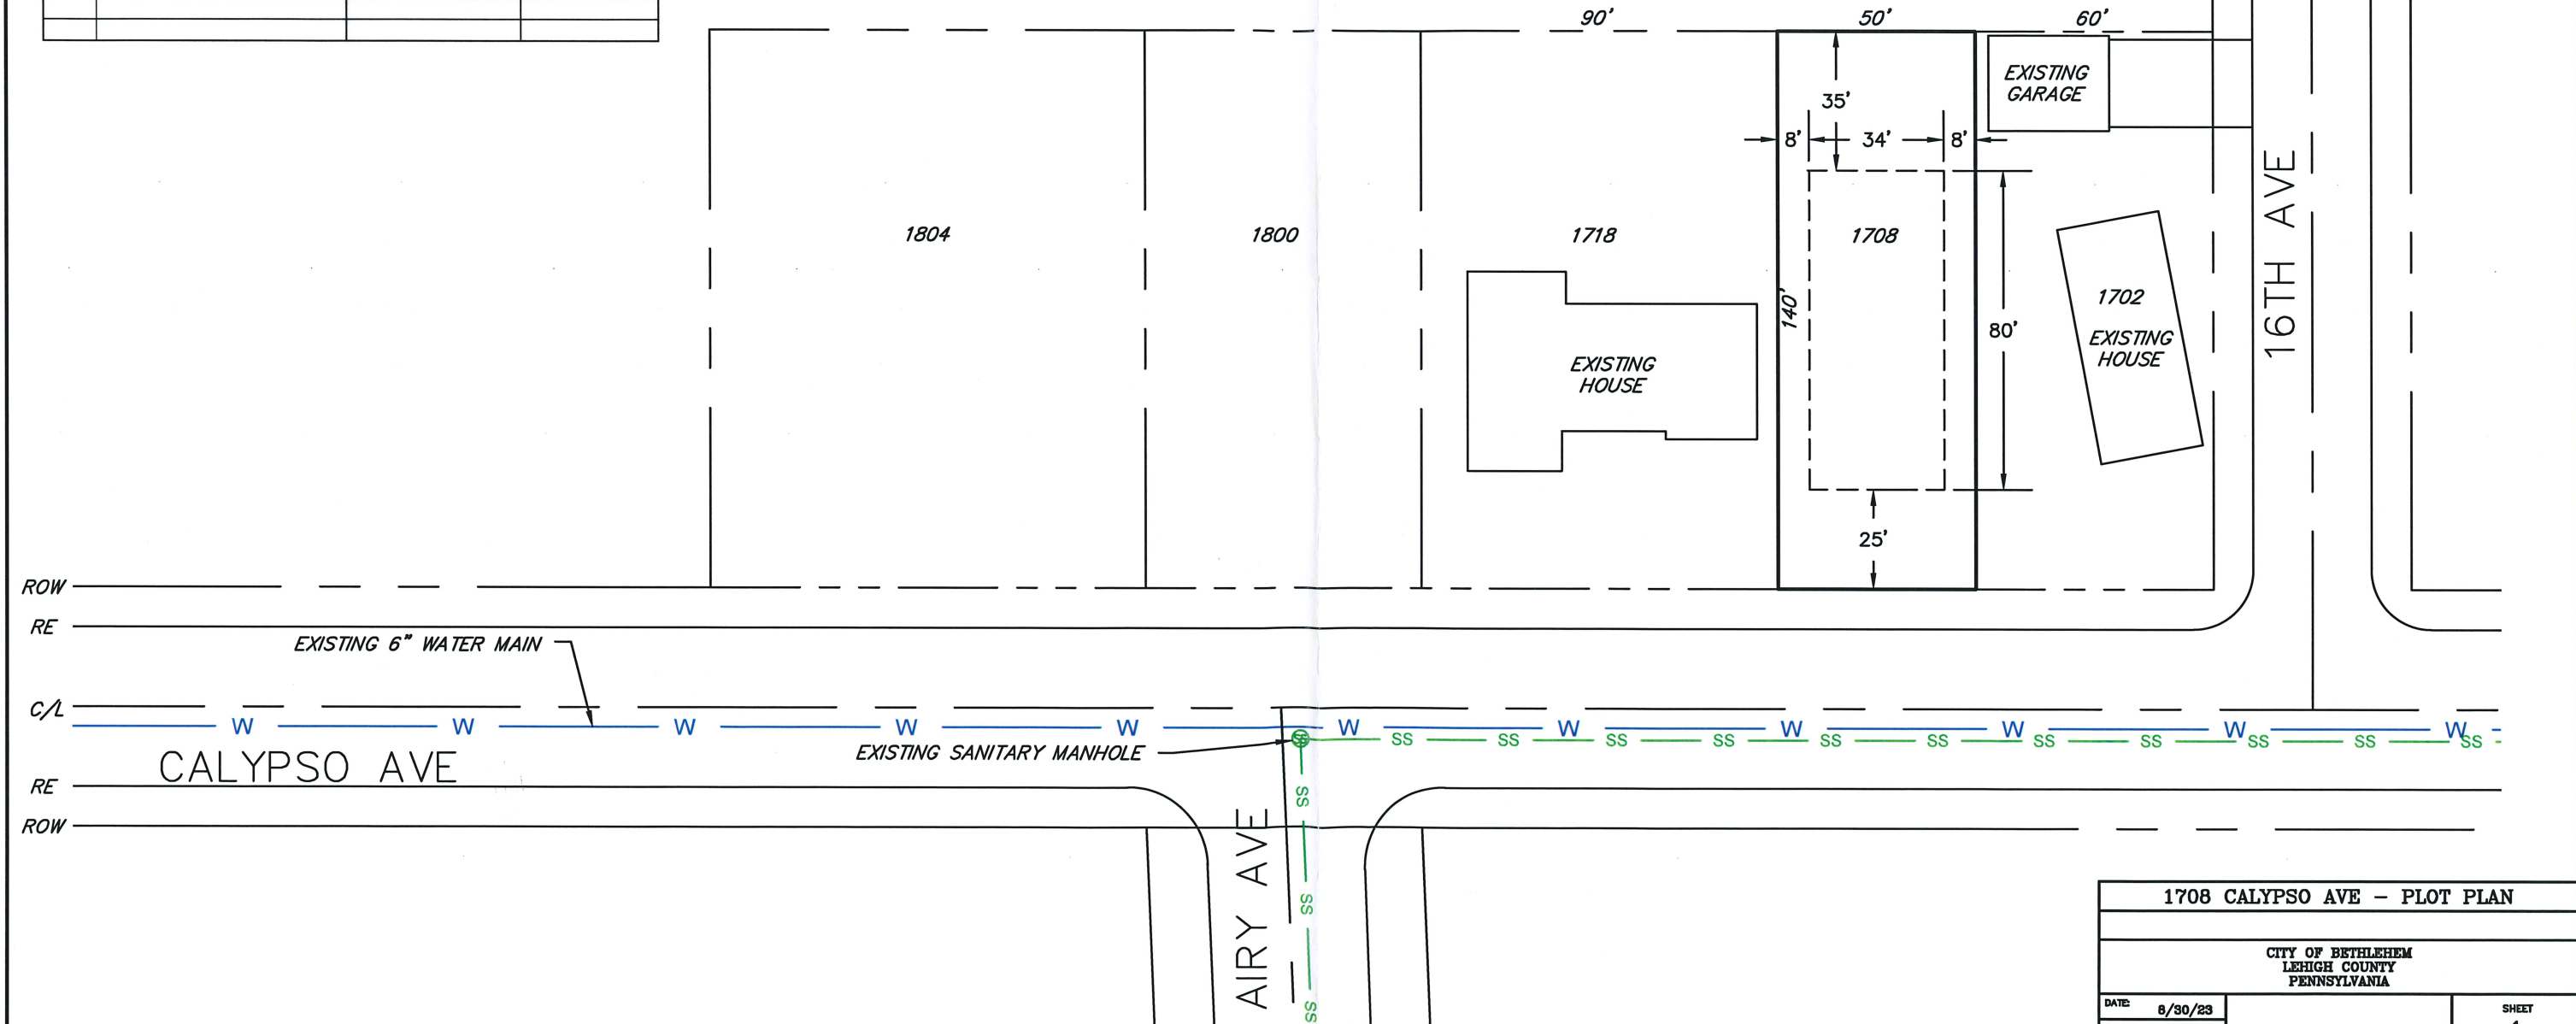 90' 50' 60'
EXISTING
GARAGE
35'
8' 34' 8'
1804 1800 1718 1708
140'
80'
1702
EXISTING
HOUSE
EXISTING
HOUSE
16TH AVE
25'
ROW
RE
EXISTING 6" WATER MAIN
C/L
W W W W W W W W W W W
SS SS SS SS SS SS SS SS SS SS SS
EXISTING SANITARY MANHOLE
CALYPSO AVE
RE
ROW
SS
SS
SS
AIRY AVE
1708 CALYPSO AVE - PLOT PLAN
CITY OF BETHLEHEM
LEHIGH COUNTY
PENNSYLVANIA
DATE: 8/30/23
SHEET